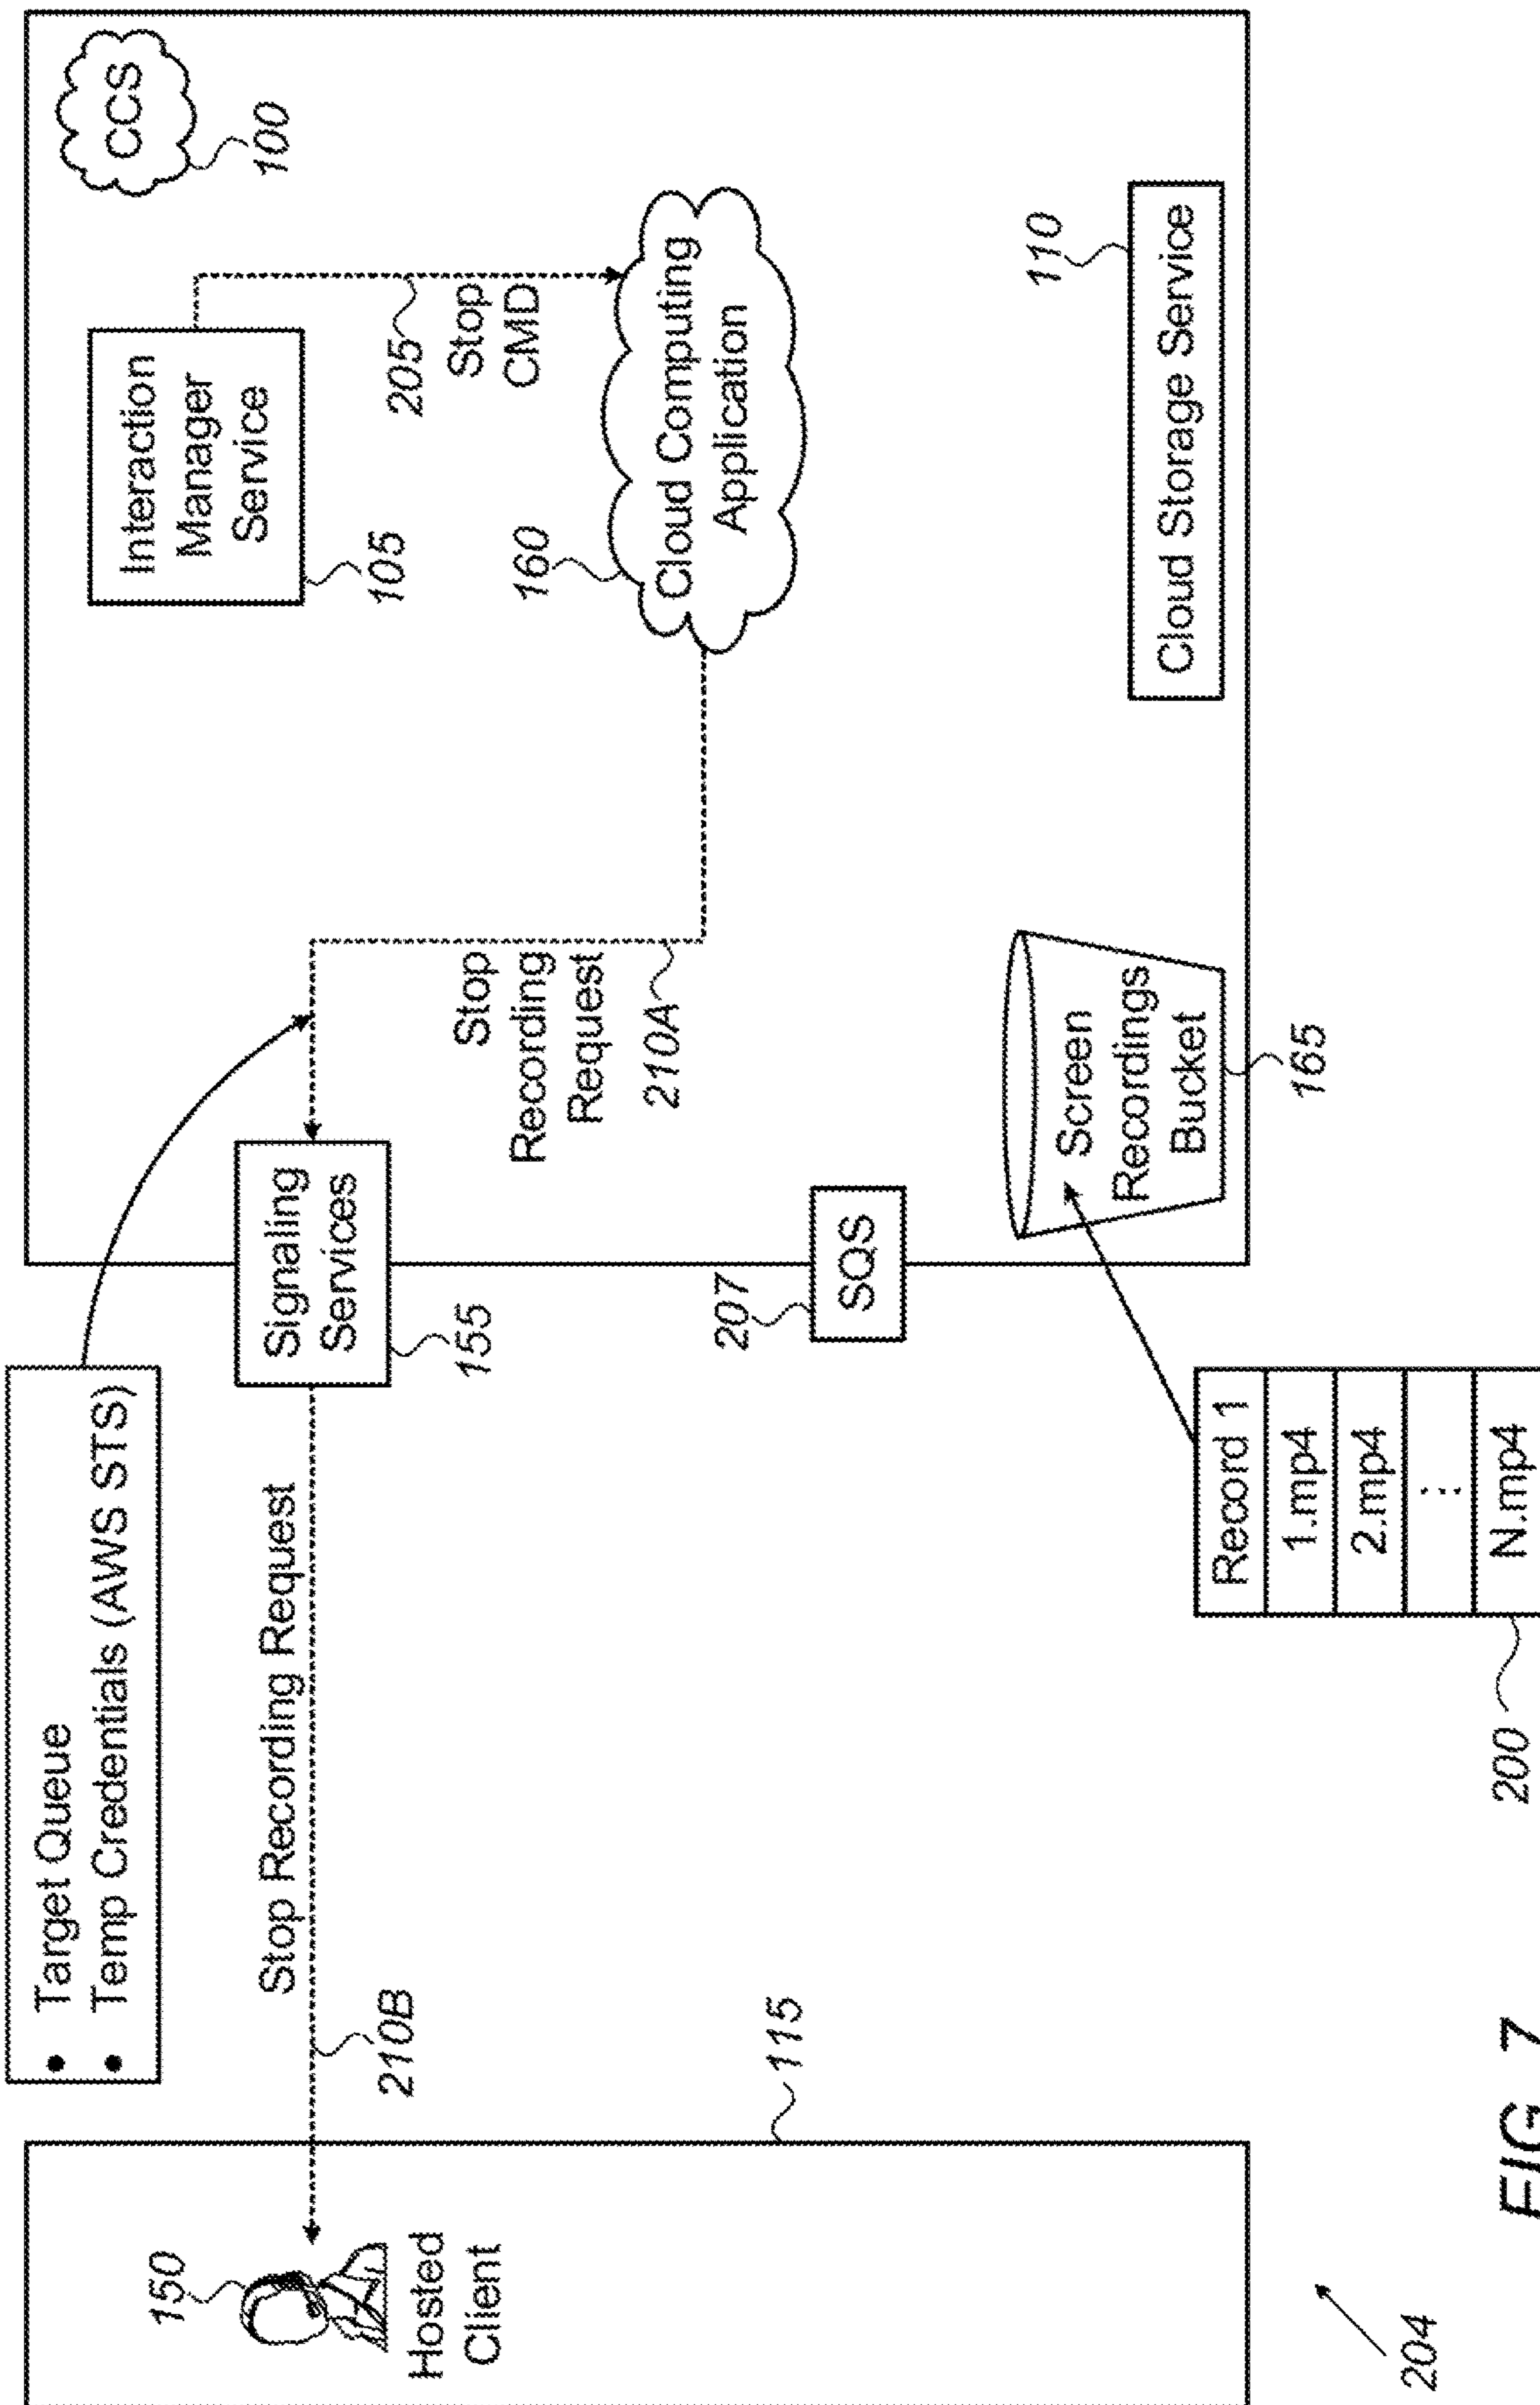 Target Queue
Temp Credentials (AWS STS)
CCS
100
Interaction
Manager
Service
105
205
Stop
CMD
150
Hosted
Client
Stop Recording Request
210B
Signaling
Services
155
Stop
Recording
Request
210A
160
Cloud Computing
Application
115
207
SQS
Screen
Recordings
Bucket
165
110
Cloud Storage Service
Record 1
1.mp4
2.mp4
⋮
N.mp4
200
204
FIG. 7